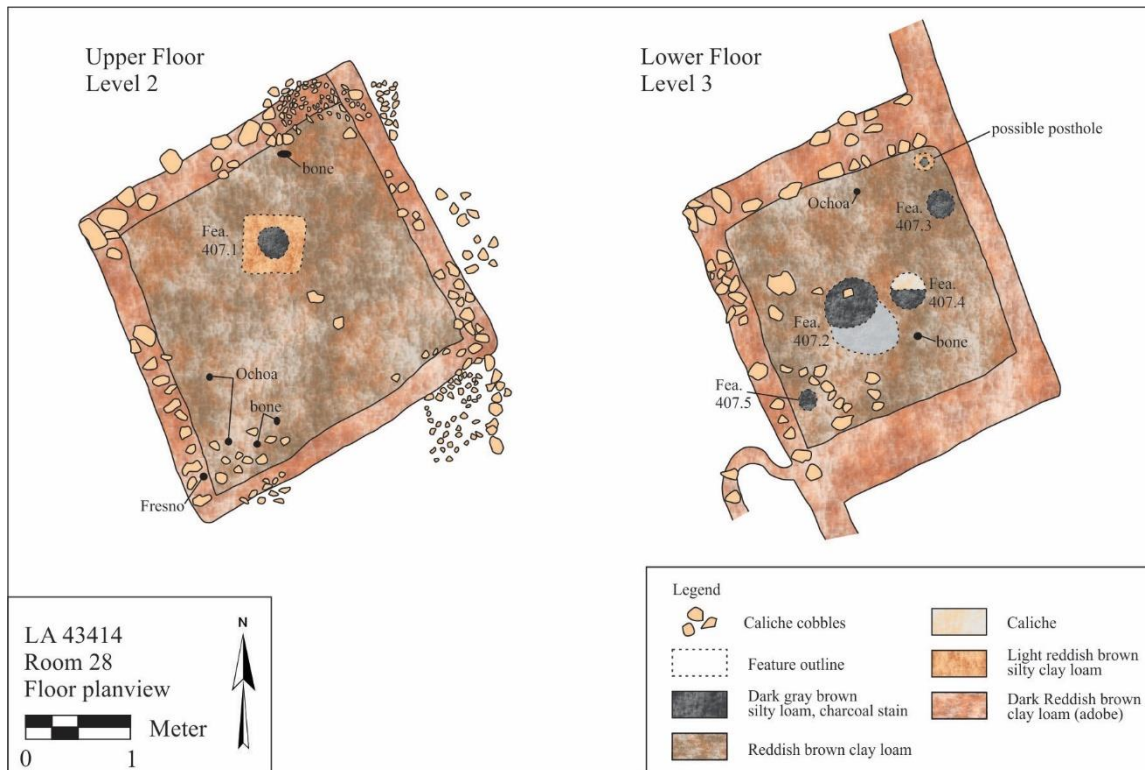 Upper Floor
Level 2
bone
Fea.
407.1
Ochoa
bone
Fresno
Lower Floor
Level 3
possible posthole
Ochoa
Fea.
407.3
Fea.
407.4
Fea.
407.2
bone
Fea.
407.5
LA 43414
Room 28
Floor planview
N
Meter
0 1
Legend
Caliche cobbles
Feature outline
Dark gray brown
silty loam, charcoal stain
Reddish brown clay loam
Caliche
Light reddish brown
silty clay loam
Dark Reddish brown
clay loam (adobe)